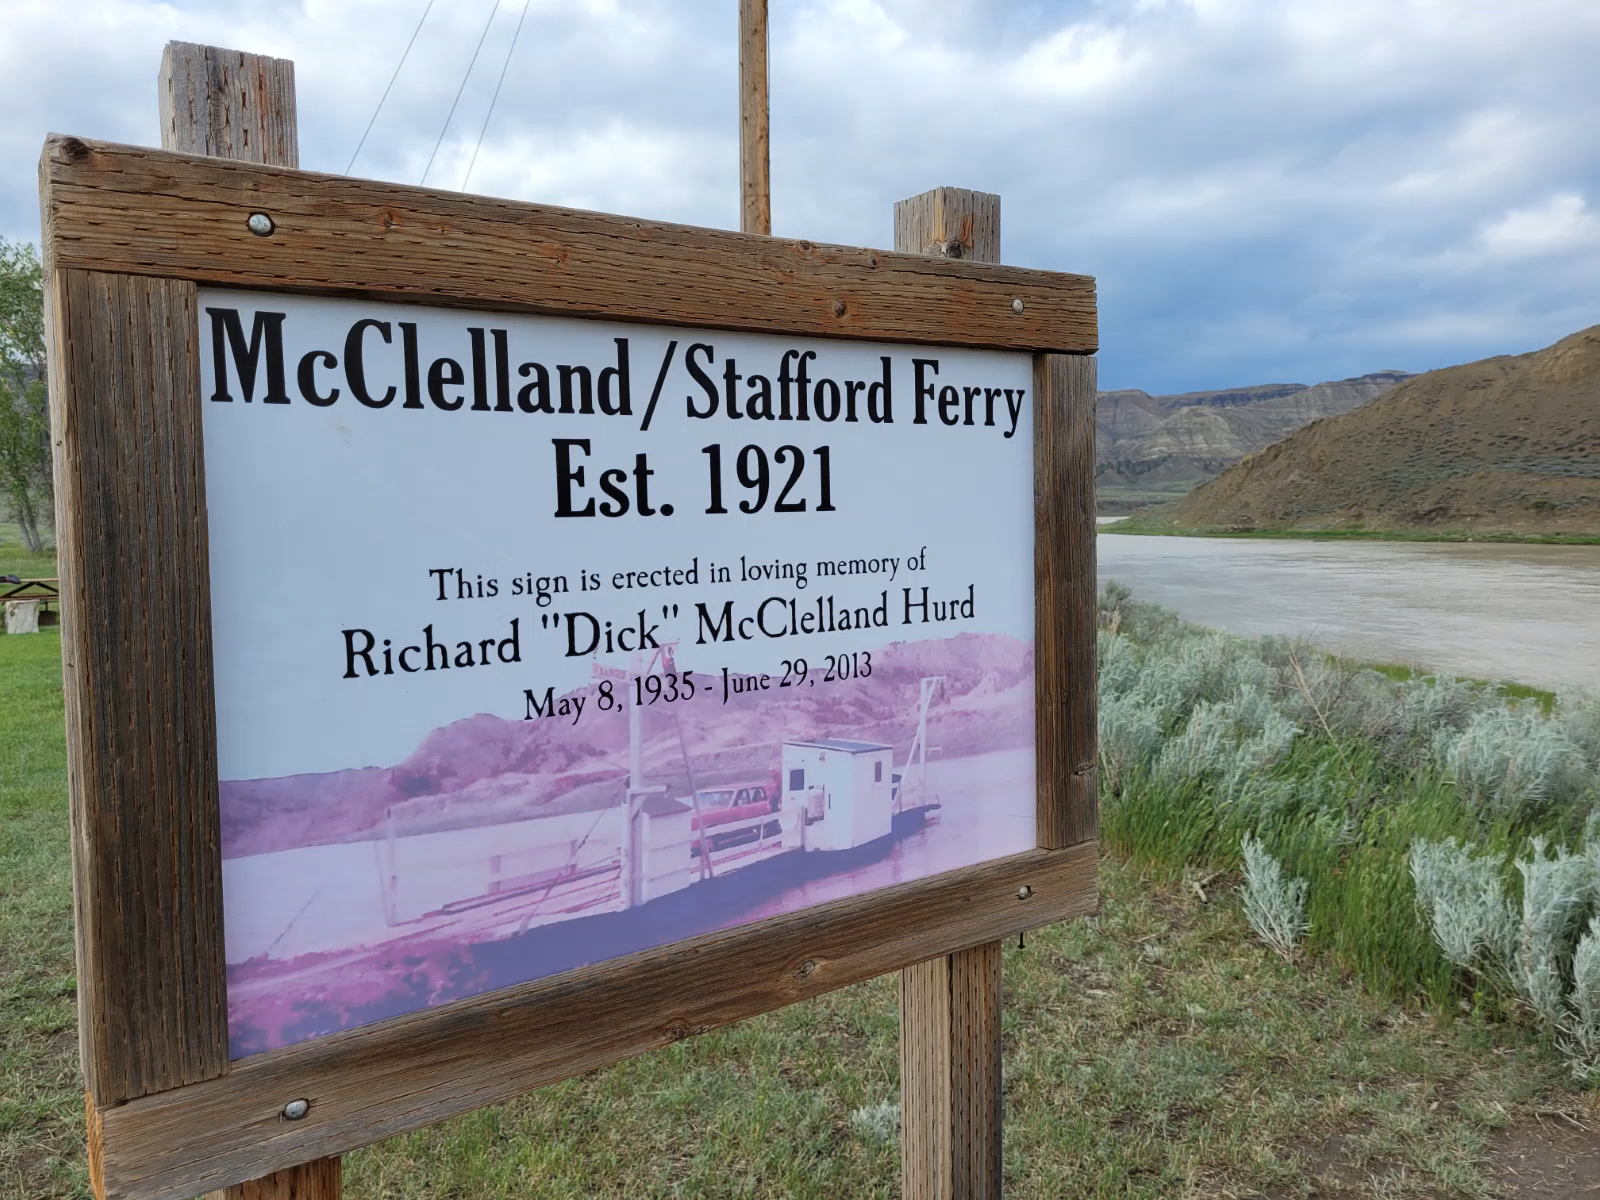 McClelland/Stafford Ferry
Est. 1921
This sign is erected in loving memory of
Richard "Dick" McClelland Hurd
May 8, 1935 - June 29, 2013